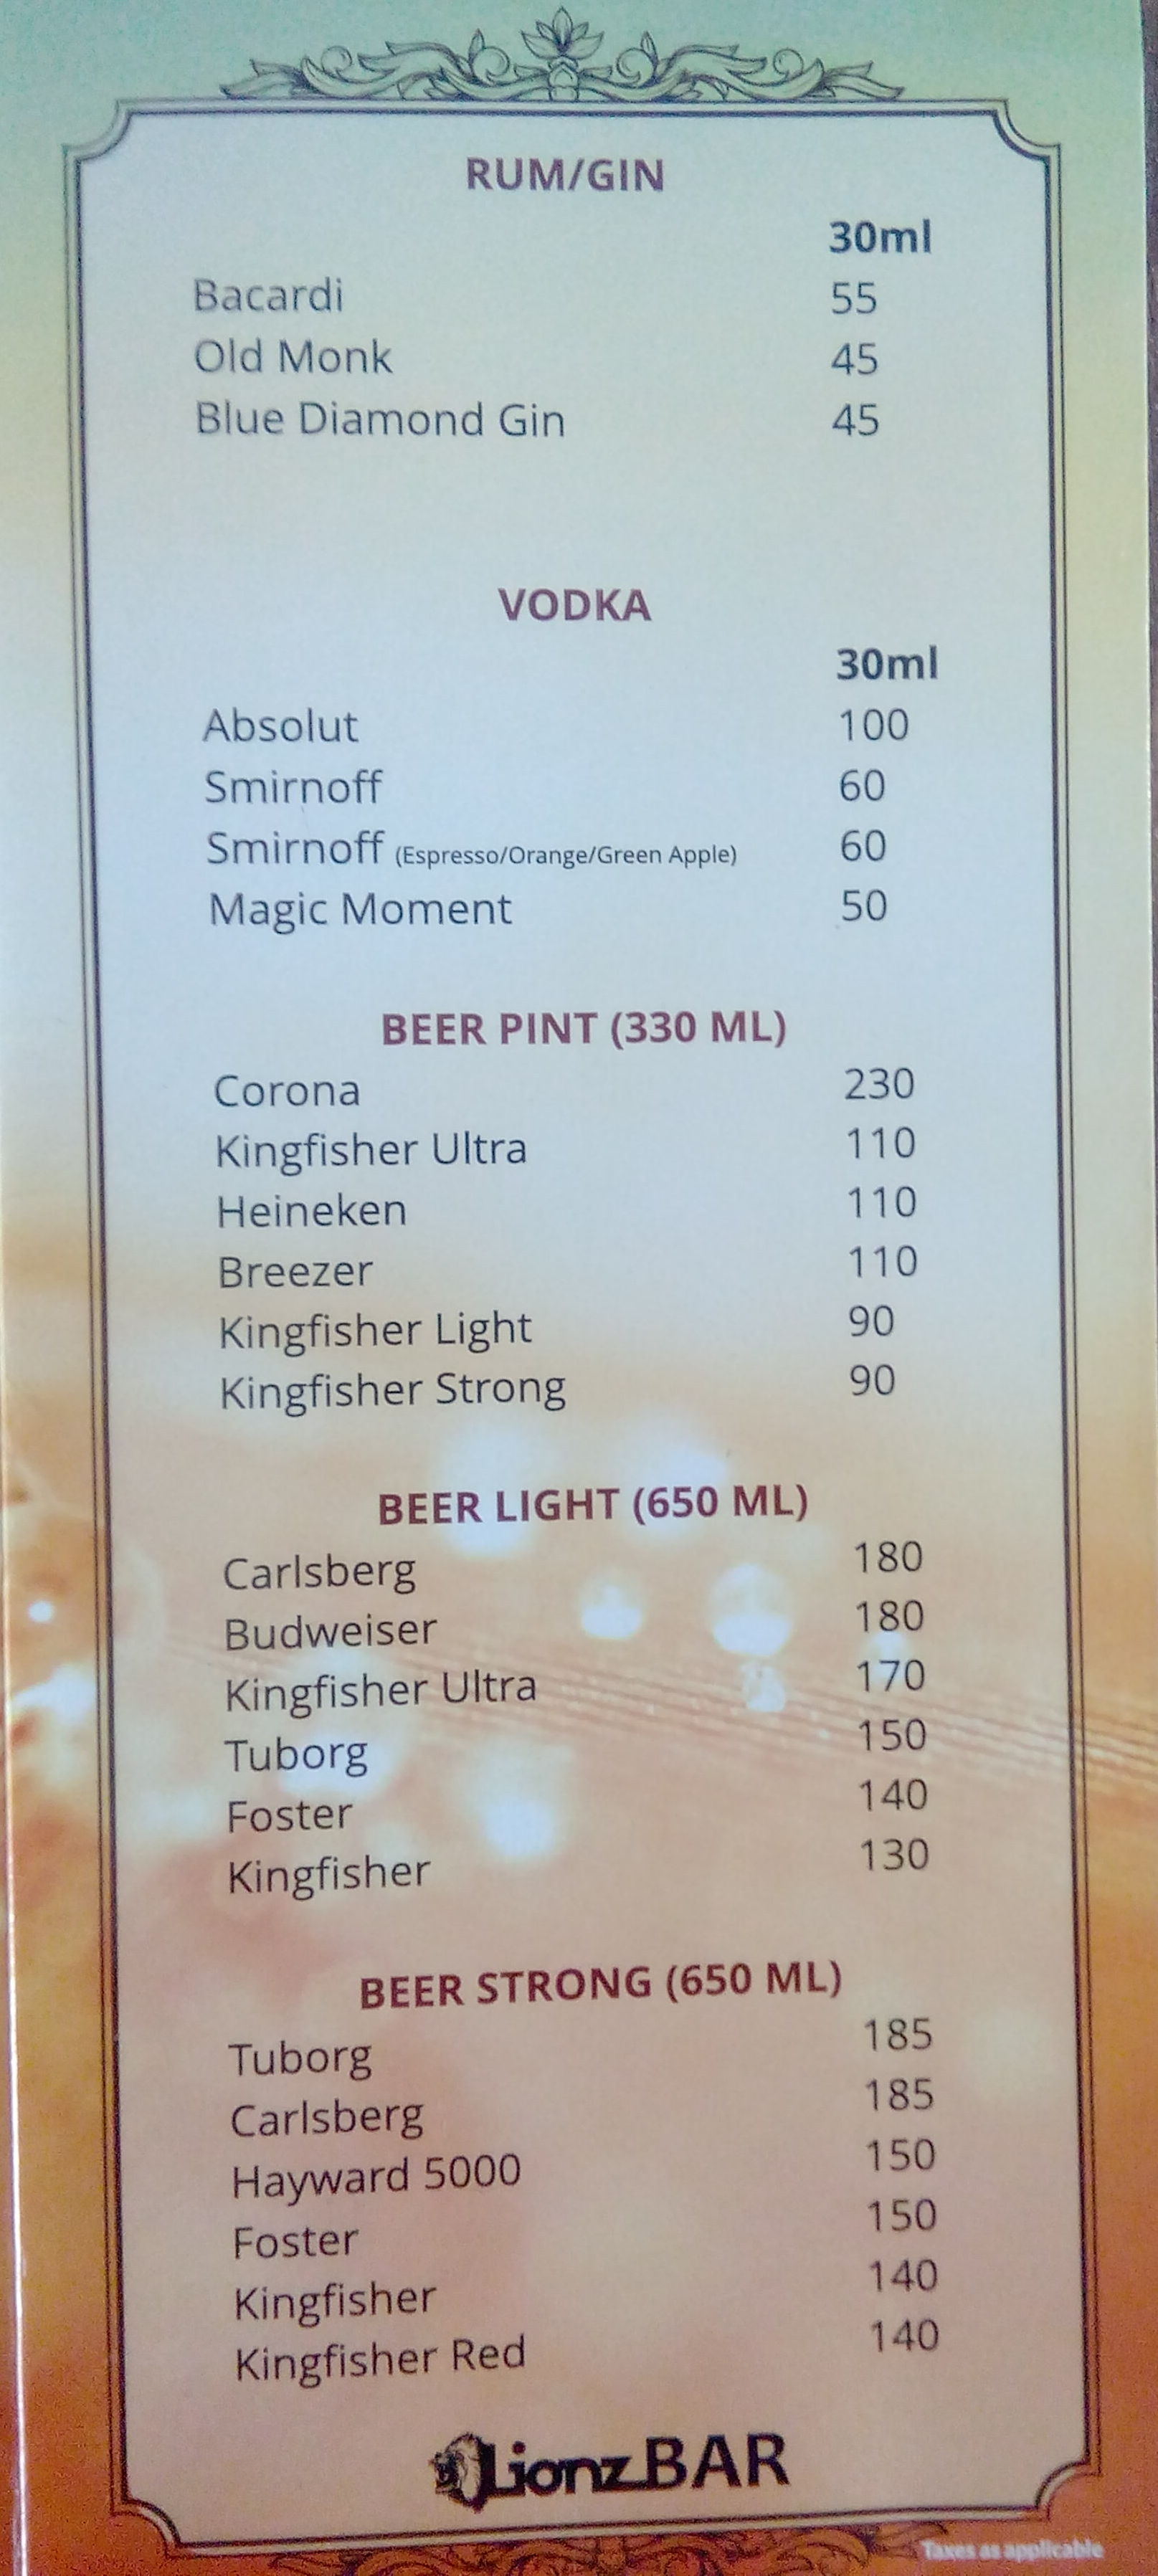 RUM/GIN
30ml
Bacardi 55
Old Monk 45
Blue Diamond Gin 45
VODKA
30ml
Absolut 100
Smirnoff 60
Smirnoff (Espresso/Orange/Green Apple) 60
Magic Moment 50
BEER PINT (330 ML)
Corona 230
Kingfisher Ultra 110
Heineken 110
Breezer 110
Kingfisher Light 90
Kingfisher Strong 90
BEER LIGHT (650 ML)
Carlsberg 180
Budweiser 180
Kingfisher Ultra 170
Tuborg 150
Foster 140
Kingfisher 130
BEER STRONG (650 ML)
Tuborg 185
Carlsberg 185
Hayward 5000 150
Foster 150
Kingfisher 140
Kingfisher Red 140
Lionz BAR
Taxes as applicable